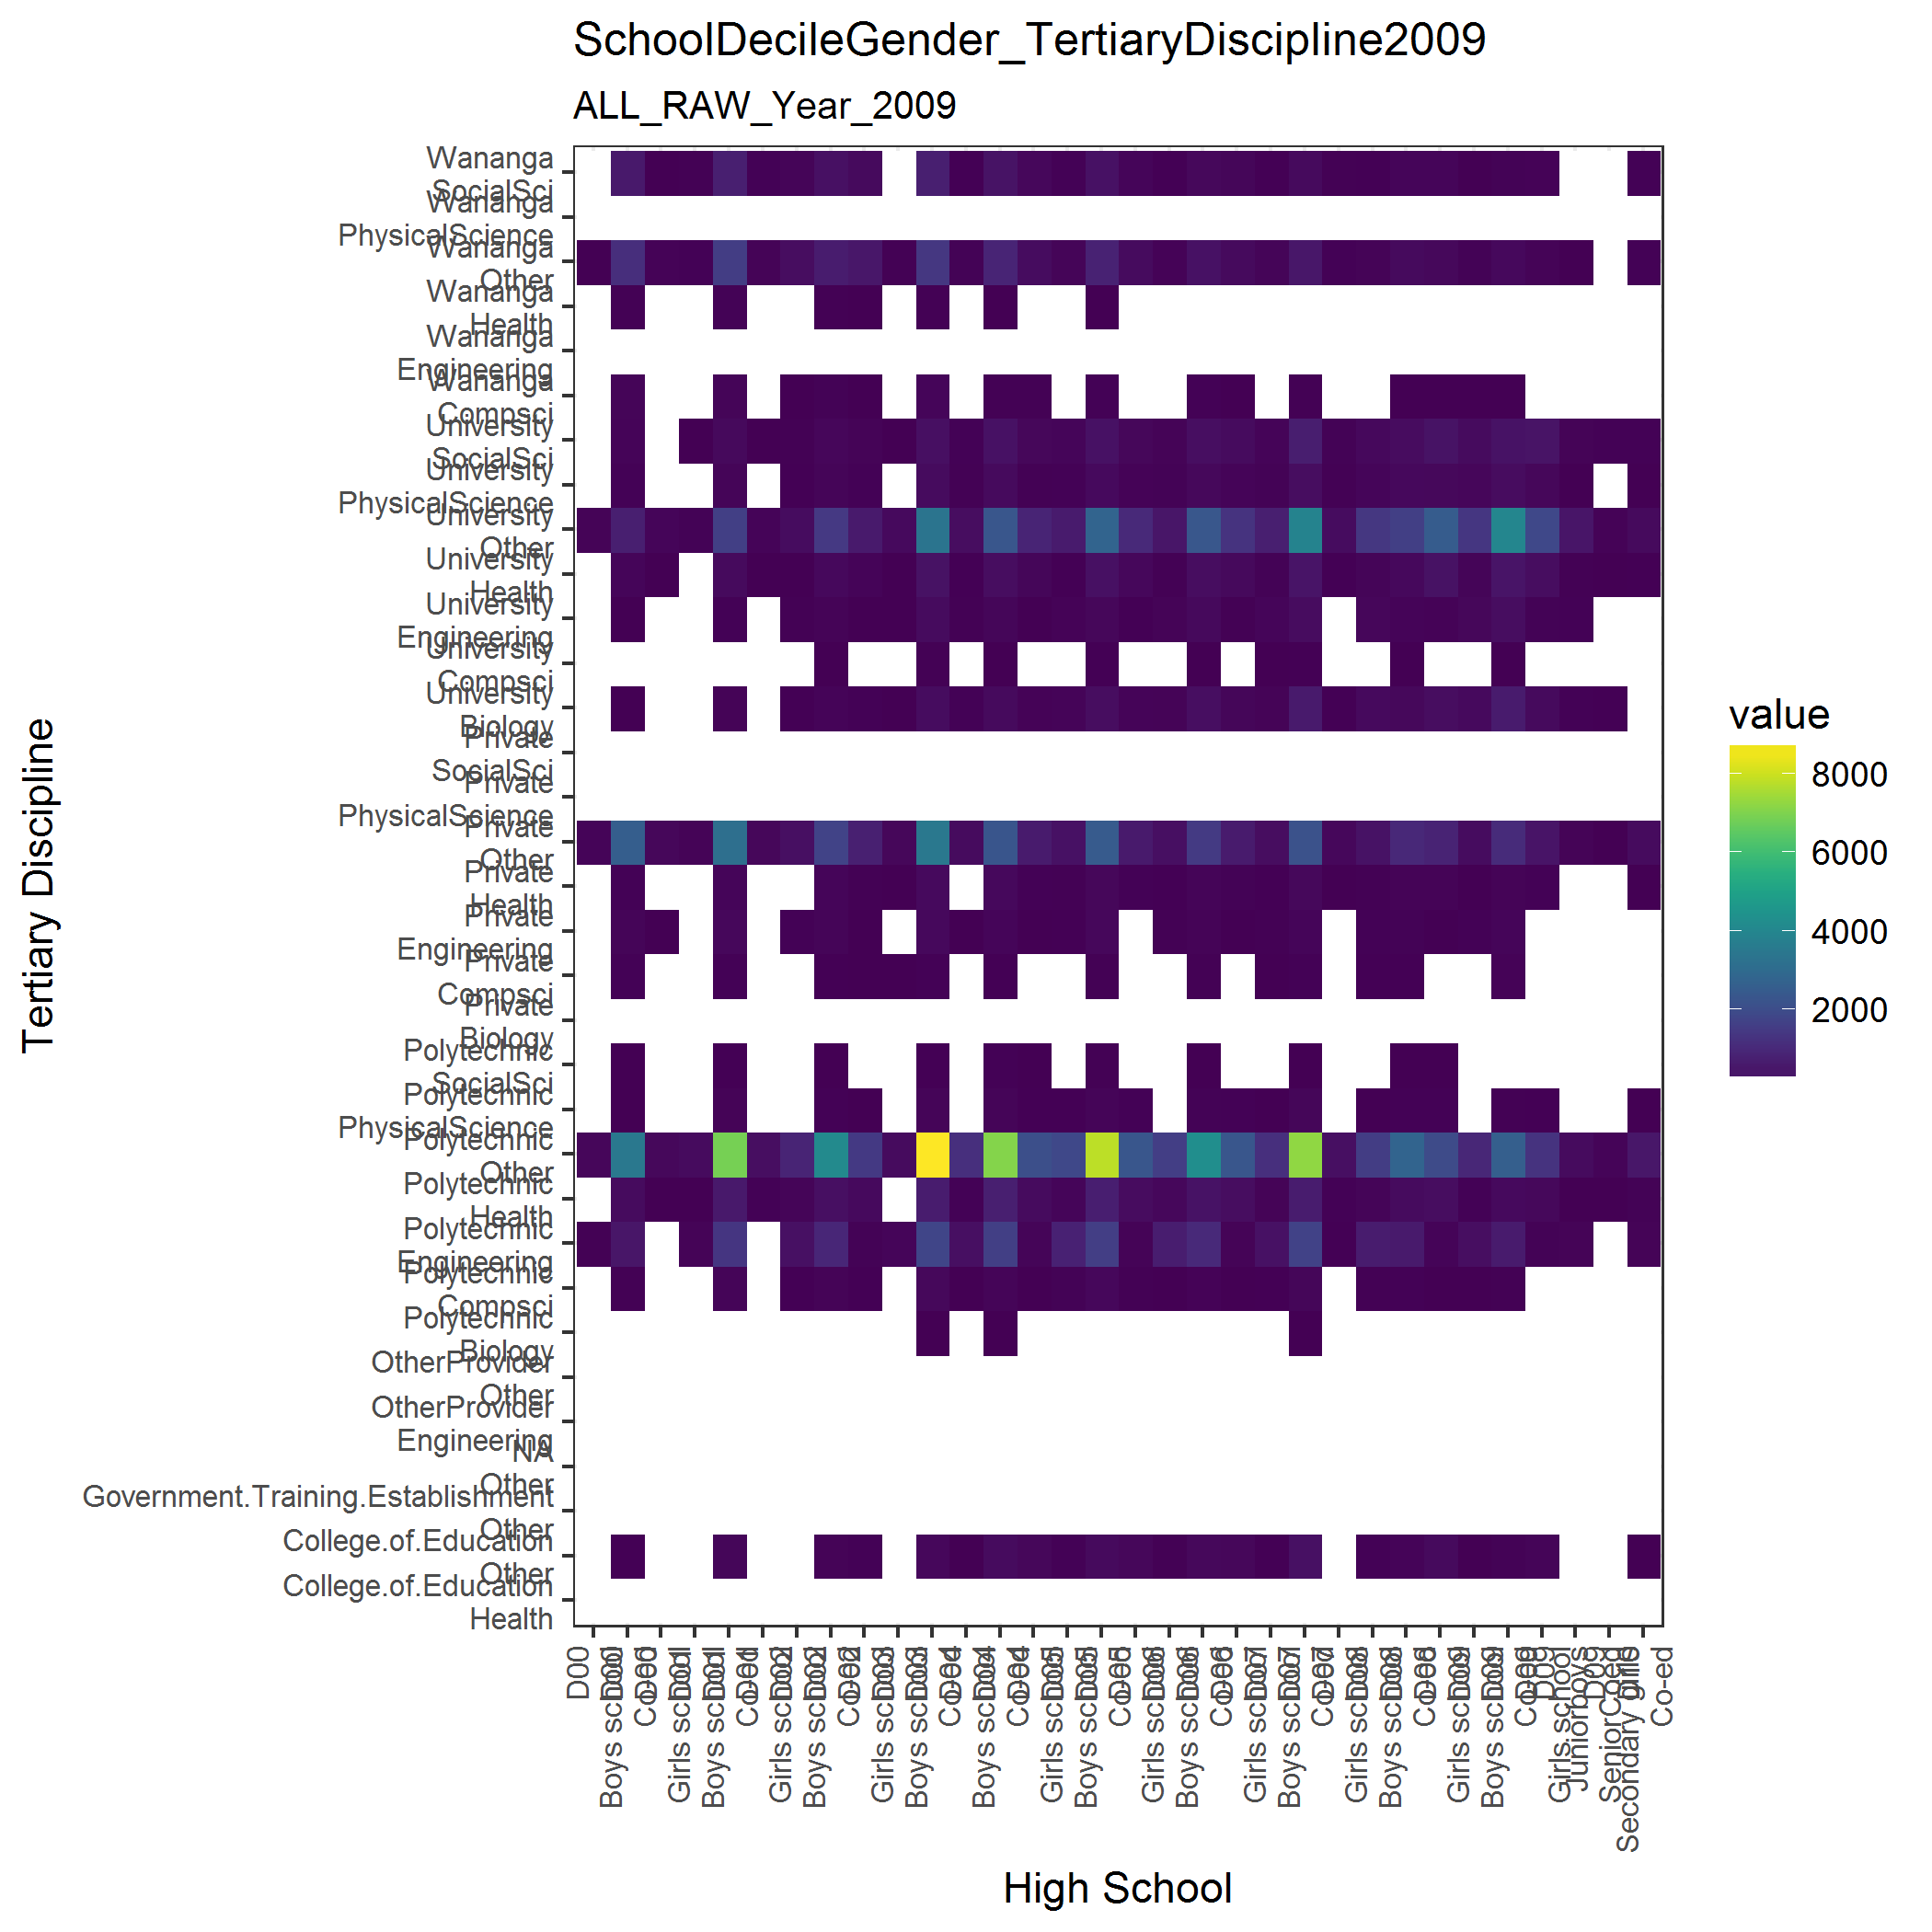 SchoolDecileGender_TertiaryDiscipline2009
ALL_RAW_Year_2009
Tertiary Discipline
Wananga
SocialSci
Wananga
PhysicalScience
Wananga
Other
Wananga
Health
Wananga
Engineering
Wananga
Compsci
University
SocialSci
University
PhysicalScience
University
Other
University
Health
University
Engineering
University
Compsci
University
Biology
Private
SocialSci
Private
PhysicalScience
Private
Other
Private
Health
Private
Engineering
Private
Compsci
Private
Biology
Polytechnic
SocialSci
Polytechnic
PhysicalScience
Polytechnic
Other
Polytechnic
Health
Polytechnic
Engineering
Polytechnic
Compsci
Polytechnic
Biology
OtherProvider
Other
OtherProvider
Engineering
NA
Other
Government.Training.Establishment
Other
College.of.Education
Other
College.of.Education
Health
D00
Boys school
Co-ed
Girls school
Boys school
Co-ed
Girls school
Boys school
Co-ed
Girls school
Boys school
Co-ed
Boys school
Co-ed
Girls school
Boys school
Co-ed
Girls school
Boys school
Co-ed
Girls school
Boys school
Co-ed
Girls school
Boys school
Co-ed
Girls school
Boys school
Co-ed
Girls school
Juniorboys
Secondary girls
Co-ed
High School
value
8000
6000
4000
2000